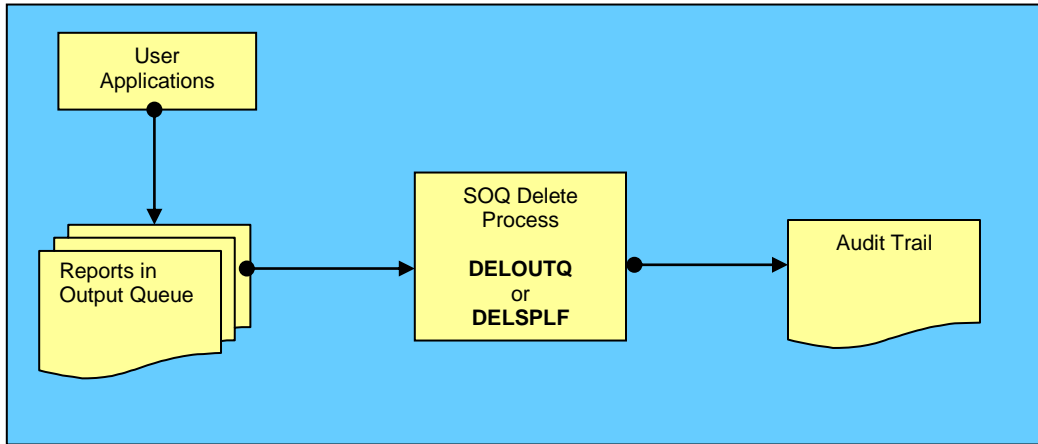 User
Applications
Reports in
Output Queue
SOQ Delete
Process
DELOUTQ
or
DELSPLF
Audit Trail